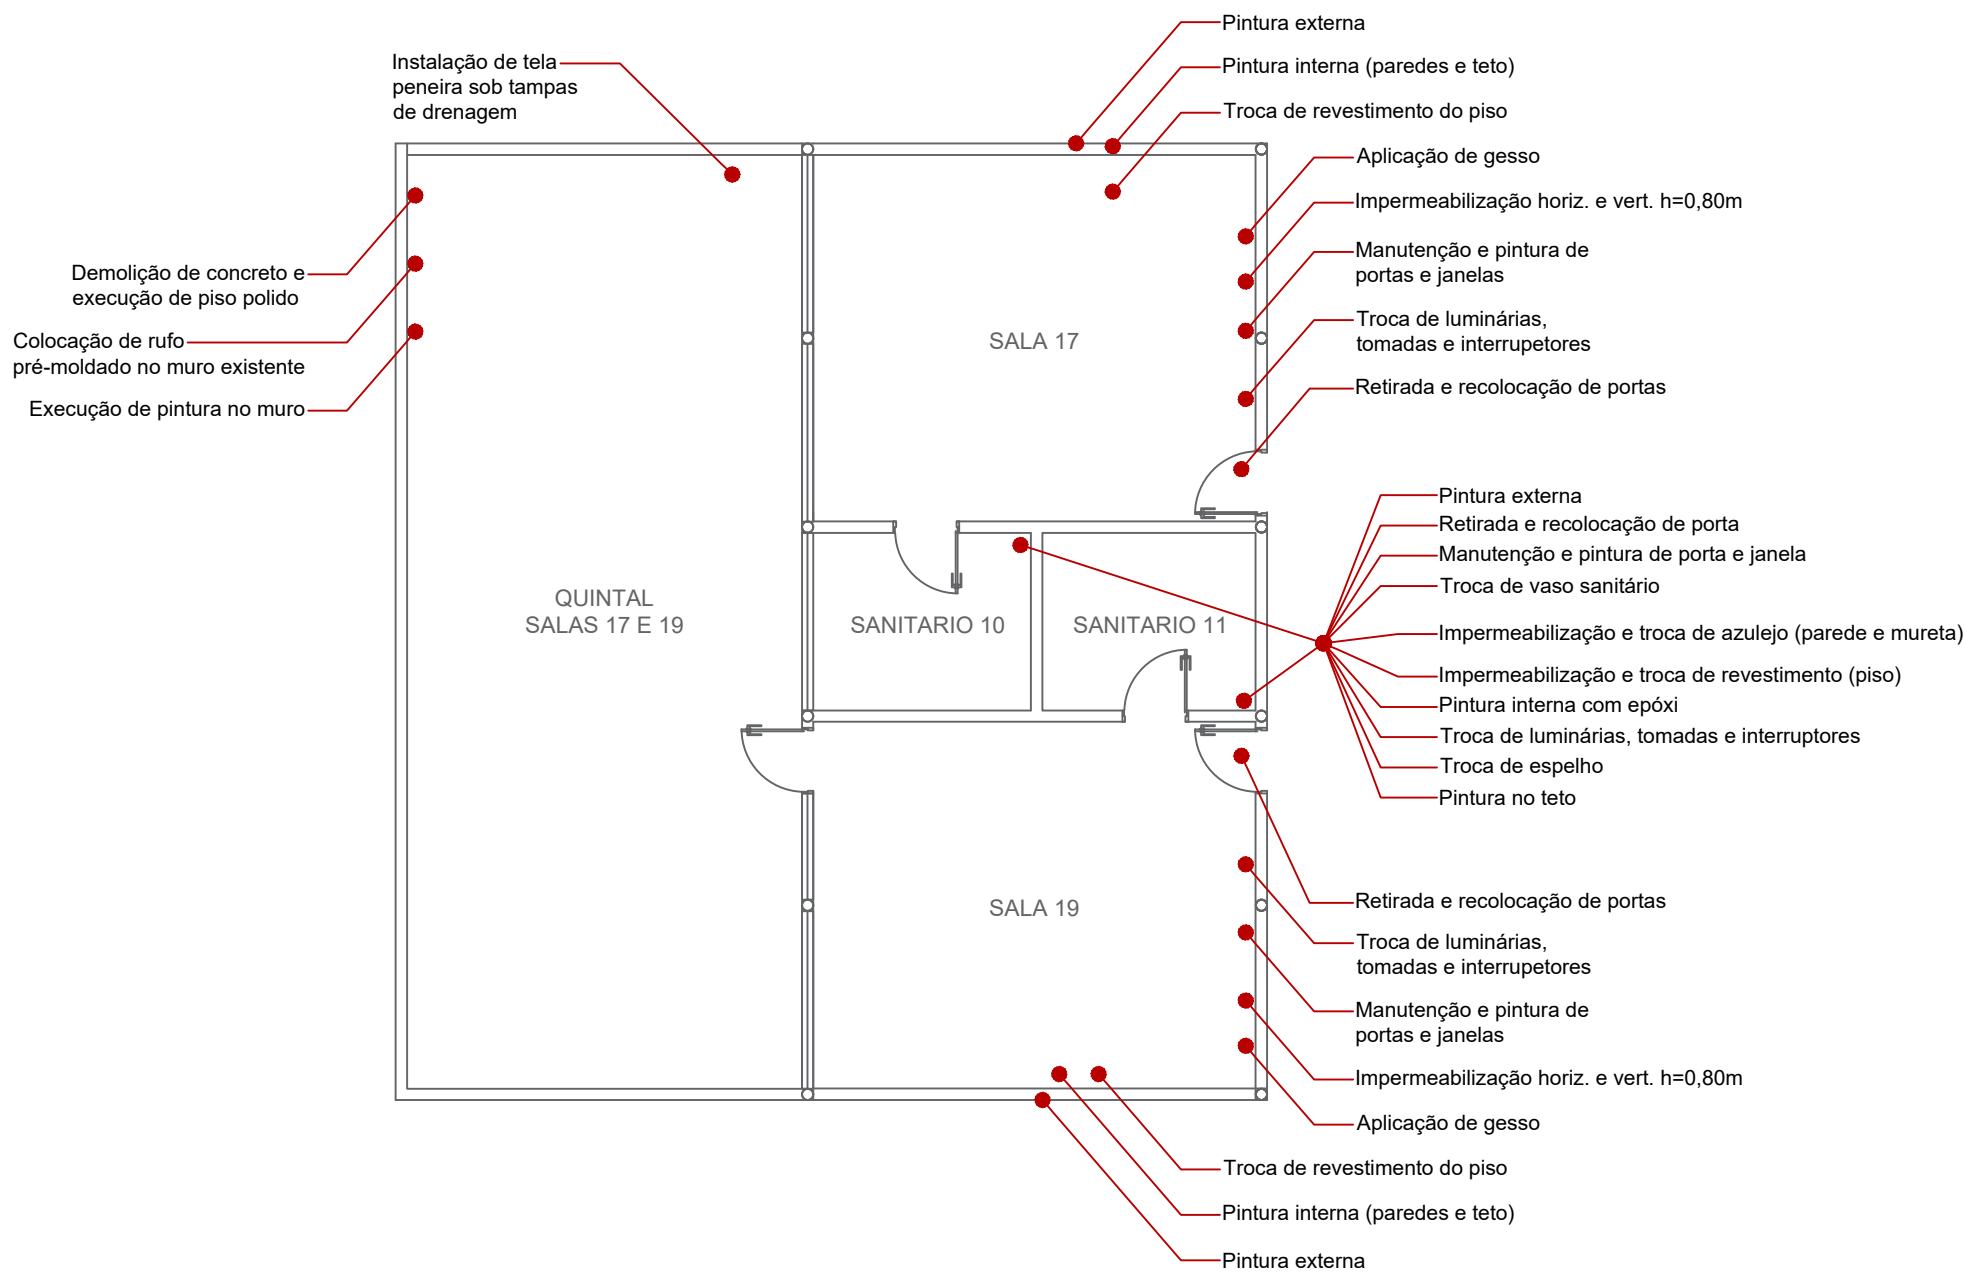 Pintura externa
Pintura interna (paredes e teto)
Troca de revestimento do piso
Instalação de tela
peneira sob tampas
de drenagem
Aplicação de gesso
Impermeabilização horiz. e vert. h=0,80m
Manutenção e pintura de
portas e janelas
Troca de luminárias,
tomadas e interrupetores
Retirada e recolocação de portas
Demolição de concreto e
execução de piso polido
Colocação de rufo
pré-moldado no muro existente
Execução de pintura no muro
SALA 17
QUINTAL
SALAS 17 E 19
SANITARIO 10
SANITARIO 11
Pintura externa
Retirada e recolocação de porta
Manutenção e pintura de porta e janela
Troca de vaso sanitário
Impermeabilização e troca de azulejo (parede e mureta)
Impermeabilização e troca de revestimento (piso)
Pintura interna com epóxi
Troca de luminárias, tomadas e interruptores
Troca de espelho
Pintura no teto
SALA 19
Retirada e recolocação de portas
Troca de luminárias,
tomadas e interrupetores
Manutenção e pintura de
portas e janelas
Impermeabilização horiz. e vert. h=0,80m
Aplicação de gesso
Troca de revestimento do piso
Pintura interna (paredes e teto)
Pintura externa